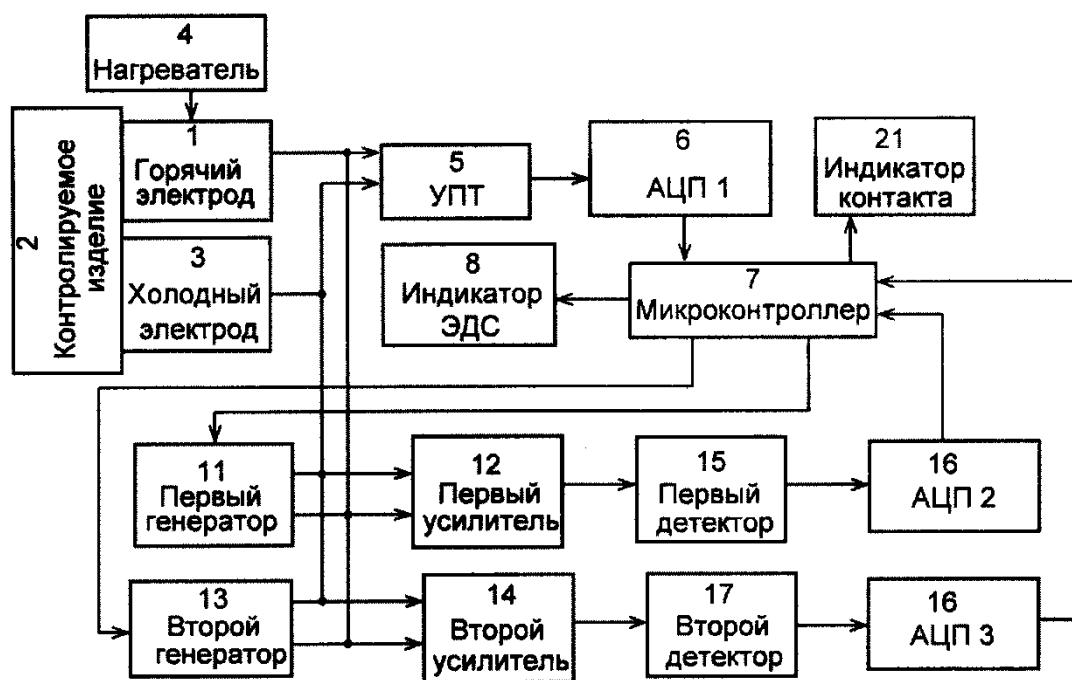 4
Нагреватель
2
Контролируемое
изделие
1
Горячий
электрод
3
Холодный
электрод
5
УПТ
6
АЦП 1
21
Индикатор
контакта
8
Индикатор
ЭДС
7
Микроконтроллер
11
Первый
генератор
12
Первый
усилитель
15
Первый
детектор
16
АЦП 2
13
Второй
генератор
14
Второй
усилитель
17
Второй
детектор
16
АЦП 3